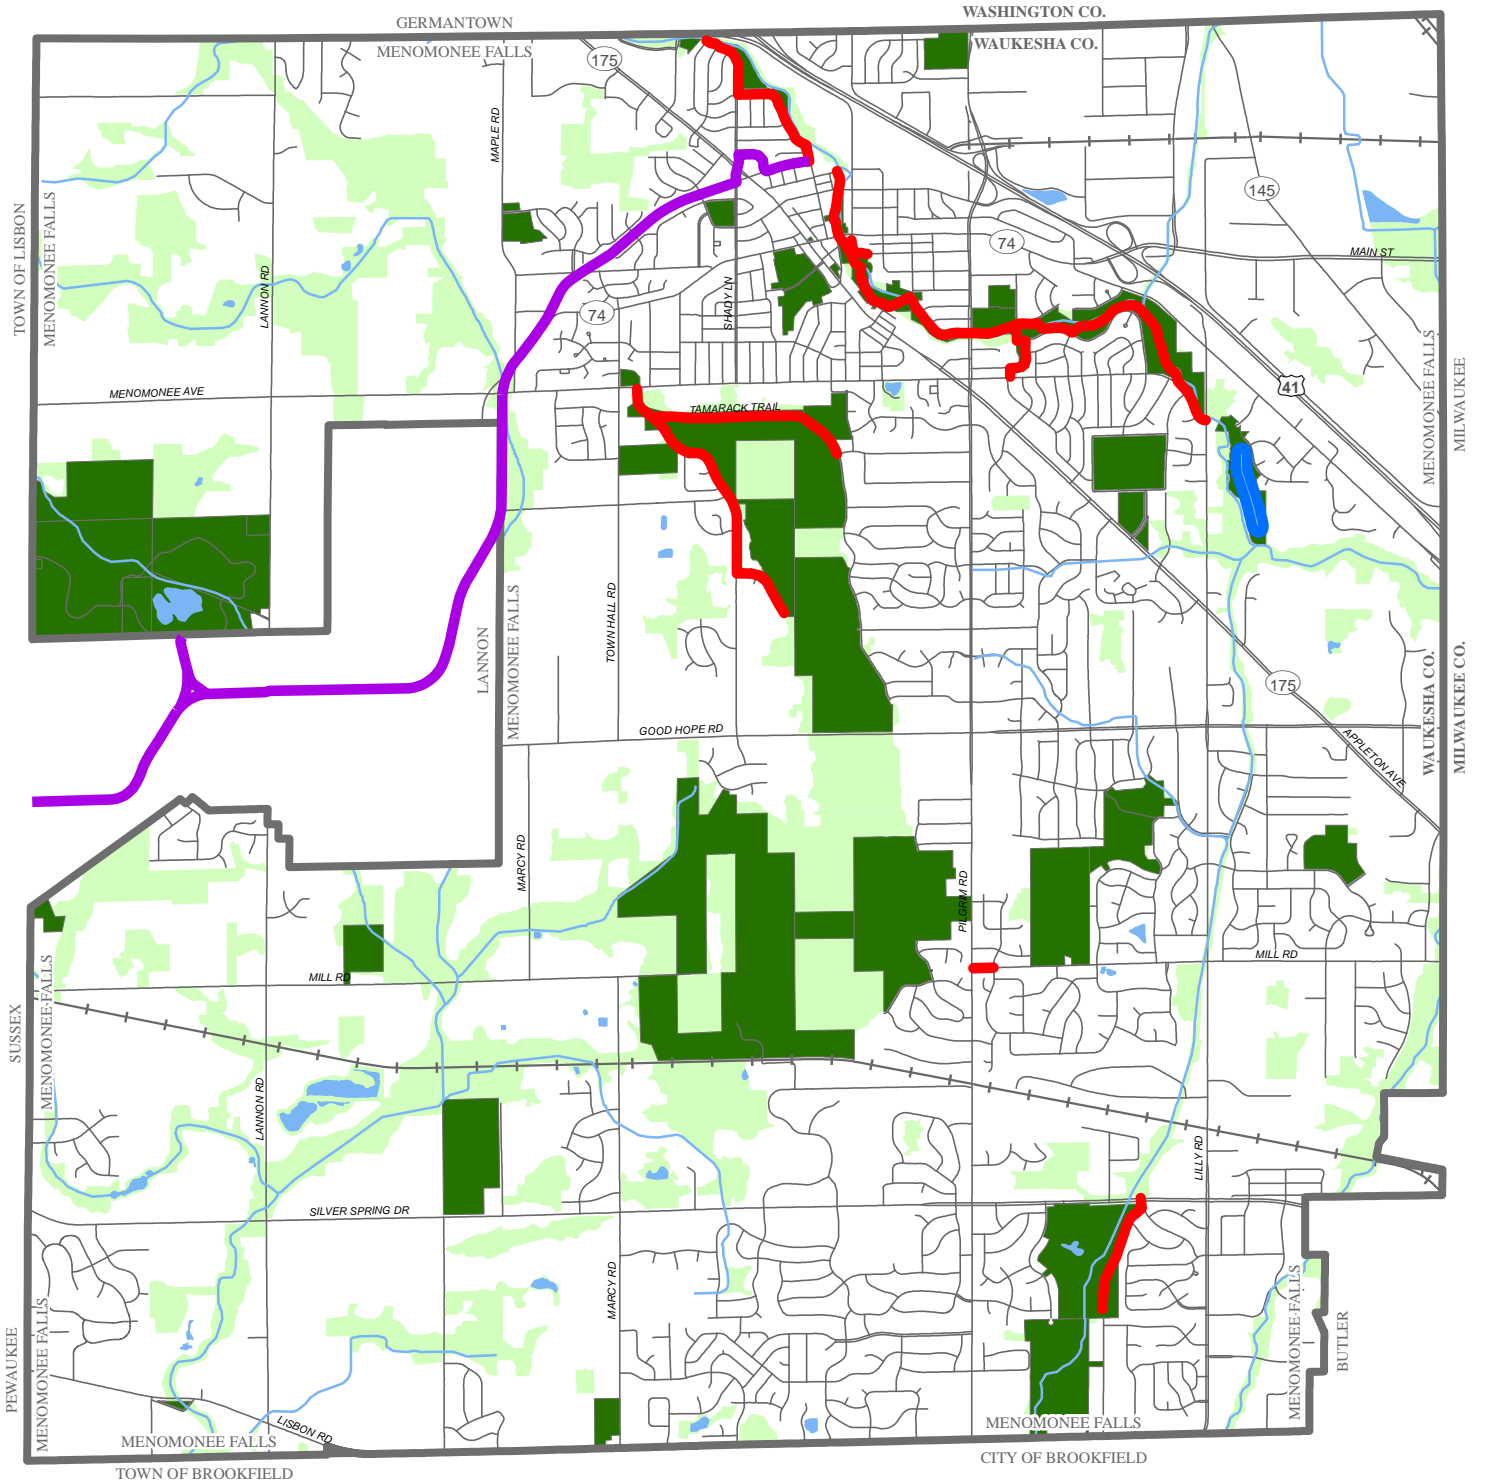 WASHINGTON CO.
GERMANTOWN
MENOMONEE FALLS
WAUKESHA CO.
175
MAPLE RD
145
TOWN OF LISBON
MENOMONEE FALLS
LANNON RD
74
MAIN ST
SHADY LN
74
MENOMONEE FALLS
MILWAUKEE
41
MENOMONEE AVE
TAMARACK TRAIL
TOWN HALL RD
LANNON
MENOMONEE FALLS
175
WAUKESHA CO.
MILWAUKEE CO.
GOOD HOPE RD
APPLETON AVE
MARCY RD
PILGRIM RD
MILL RD
MILL RD
SUSSEX
MENOMONEE FALLS
LANNON RD
LILLY RD
SILVER SPRING DR
MARCY RD
MENOMONEE FALLS
BUTLER
PEWAUKEE
MENOMONEE FALLS
LISBON RD
MENOMONEE FALLS
MENOMONEE FALLS
TOWN OF BROOKFIELD
CITY OF BROOKFIELD